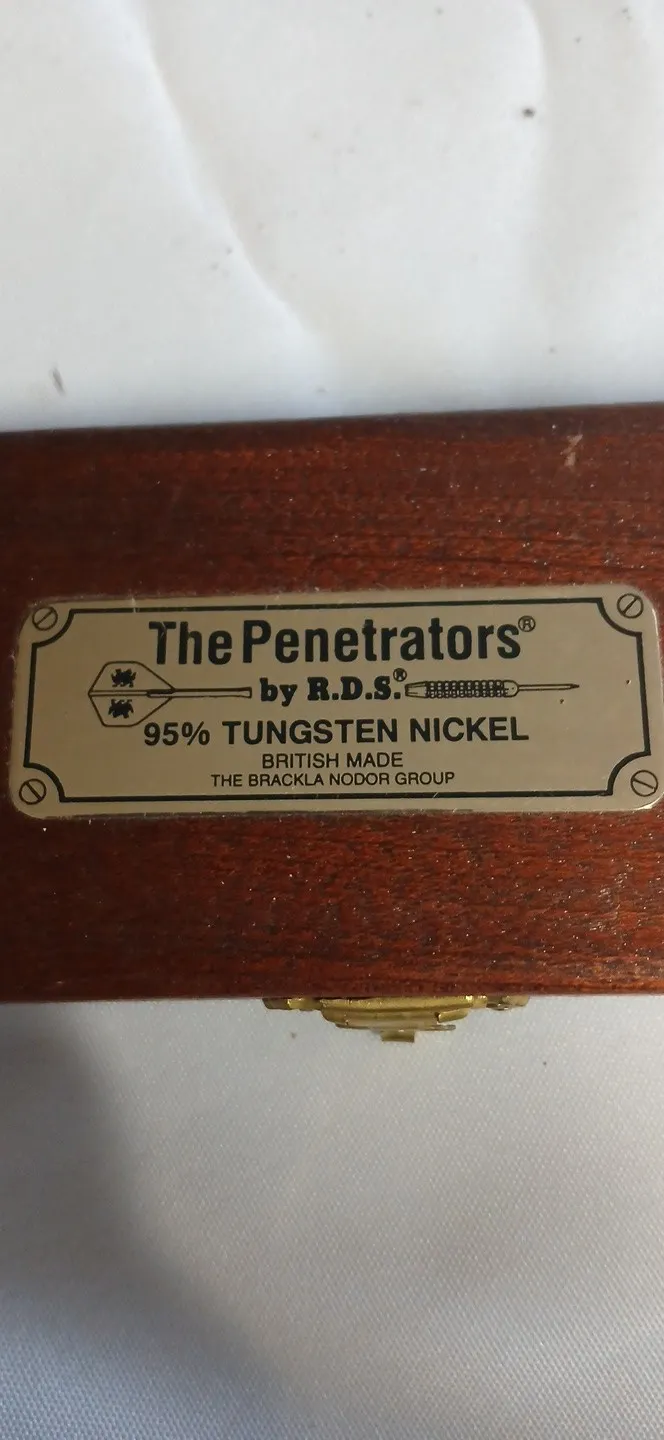 The Penetrators®
by R.D.S.®
95% TUNGSTEN NICKEL
BRITISH MADE
THE BRACKLA NODOR GROUP